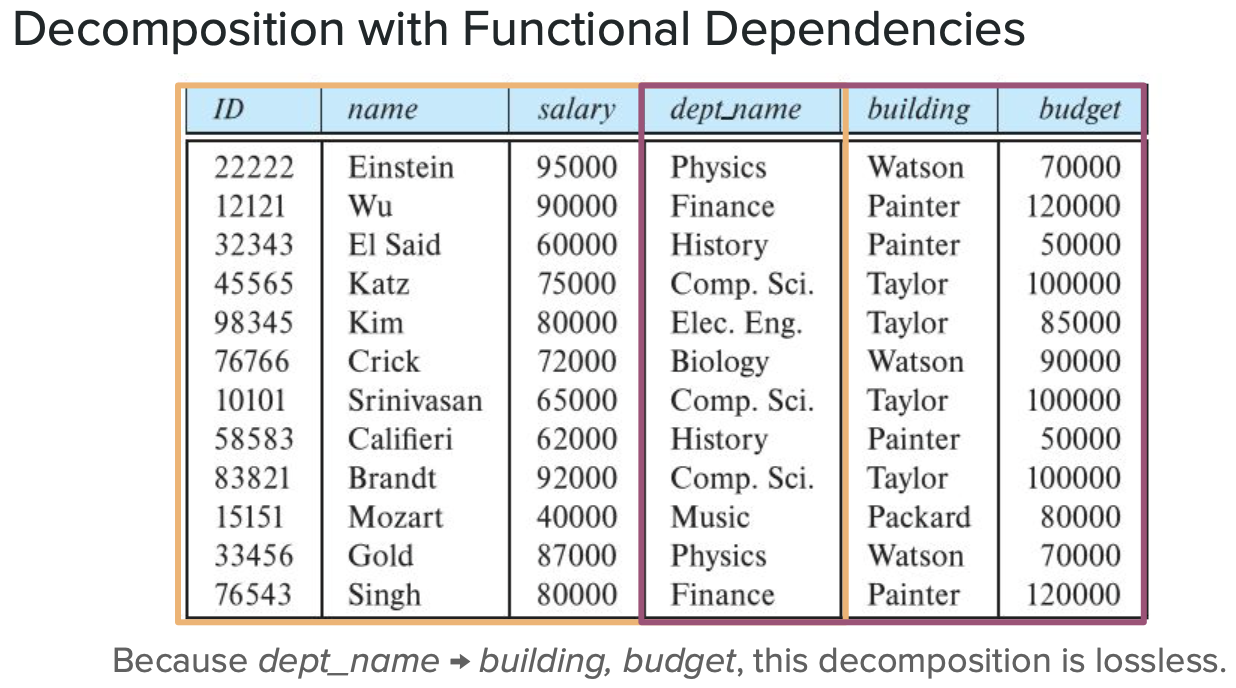 Decomposition with Functional Dependencies
ID name salary dept_name building budget
22222 Einstein 95000 Physics Watson 70000
12121 Wu 90000 Finance Painter 120000
32343 El Said 60000 History Painter 50000
45565 Katz 75000 Comp. Sci. Taylor 100000
98345 Kim 80000 Elec. Eng. Taylor 85000
76766 Crick 72000 Biology Watson 90000
10101 Srinivasan 65000 Comp. Sci. Taylor 100000
58583 Califieri 62000 History Painter 50000
83821 Brandt 92000 Comp. Sci. Taylor 100000
15151 Mozart 40000 Music Packard 80000
33456 Gold 87000 Physics Watson 70000
76543 Singh 80000 Finance Painter 120000
Because dept_name → building, budget, this decomposition is lossless.